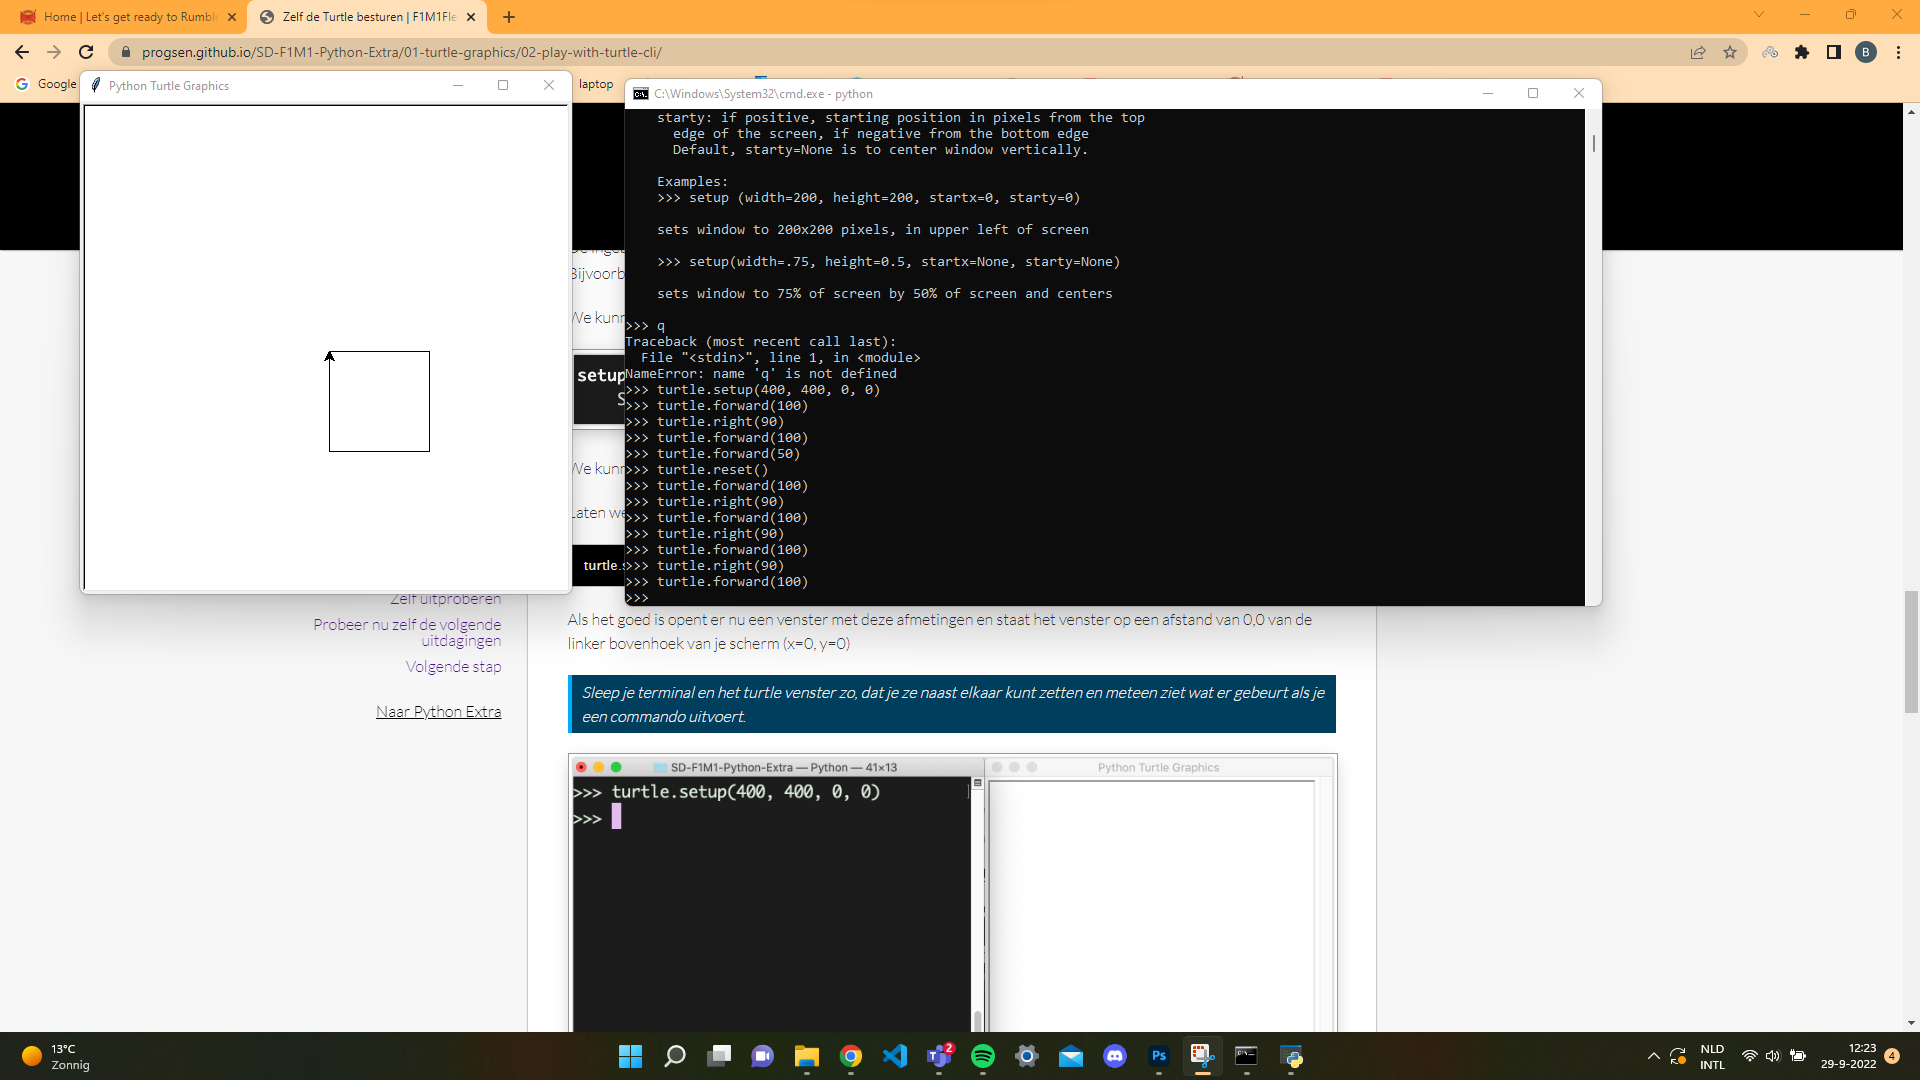 Home | Let's get ready to Rumble
Zelf de Turtle besturen | F1M1Fle
progsen.github.io/SD-F1M1-Python-Extra/01-turtle-graphics/02-play-with-turtle-cli/
B
Google
laptop
Python Turtle Graphics
C:\Windows\System32\cmd.exe - python
starty: if positive, starting position in pixels from the top
edge of the screen, if negative from the bottom edge
Default, starty=None is to center window vertically.
Examples:
>>> setup (width=200, height=200, startx=0, starty=0)
sets window to 200x200 pixels, in upper left of screen
>>> setup(width=.75, height=0.5, startx=None, starty=None)
sets window to 75% of screen by 50% of screen and centers
>>> q
Traceback (most recent call last):
File "<stdin>", line 1, in <module>
NameError: name 'q' is not defined
>>> turtle.setup(400, 400, 0, 0)
>>> turtle.forward(100)
>>> turtle.right(90)
>>> turtle.forward(100)
>>> turtle.forward(50)
>>> turtle.reset()
>>> turtle.forward(100)
>>> turtle.right(90)
>>> turtle.forward(100)
>>> turtle.right(90)
>>> turtle.forward(100)
>>> turtle.right(90)
>>> turtle.forward(100)
>>>
Bijvoorb
We kunn
setup
S
We kunn
Laten we
turtle.s
Zelf uitproberen
Probeer nu zelf de volgende
uitdagingen
Volgende stap
Naar Python Extra
Als het goed is opent er nu een venster met deze afmetingen en staat het venster op een afstand van 0,0 van de
linker bovenhoek van je scherm (x=0, y=0)
Sleep je terminal en het turtle venster zo, dat je ze naast elkaar kunt zetten en meteen ziet wat er gebeurt als je
een commando uitvoert.
SD-F1M1-Python-Extra — Python — 41×13
Python Turtle Graphics
>>> turtle.setup(400, 400, 0, 0)
>>>
13°C
Zonnig
2
Ps
NLD
INTL
12:23
29-9-2022
4